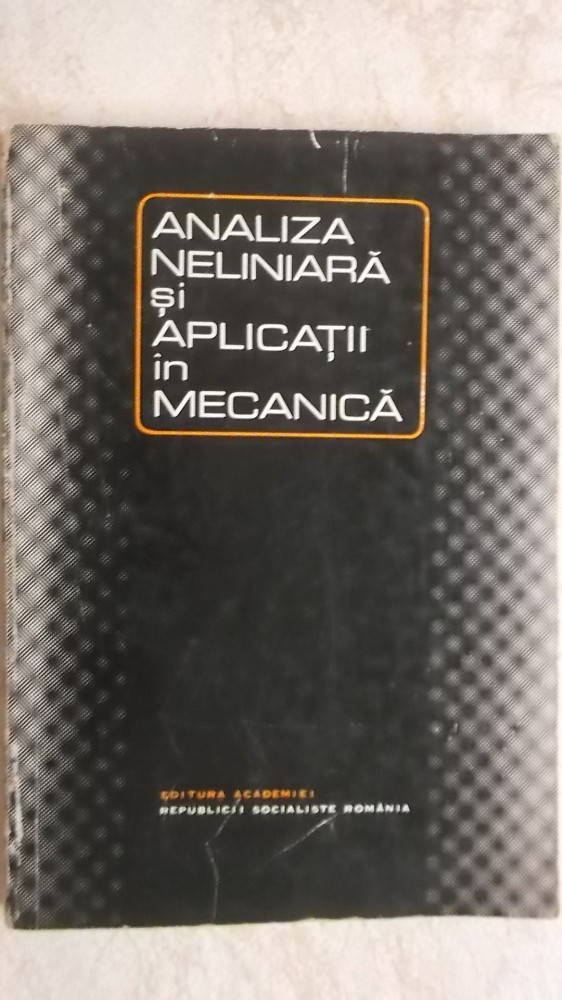 ANALIZA
NELINIARĂ
și
APLICAȚII
în
MECANICĂ
EDITURA ACADEMIEI
REPUBLICII SOCIALISTE ROMÂNIA